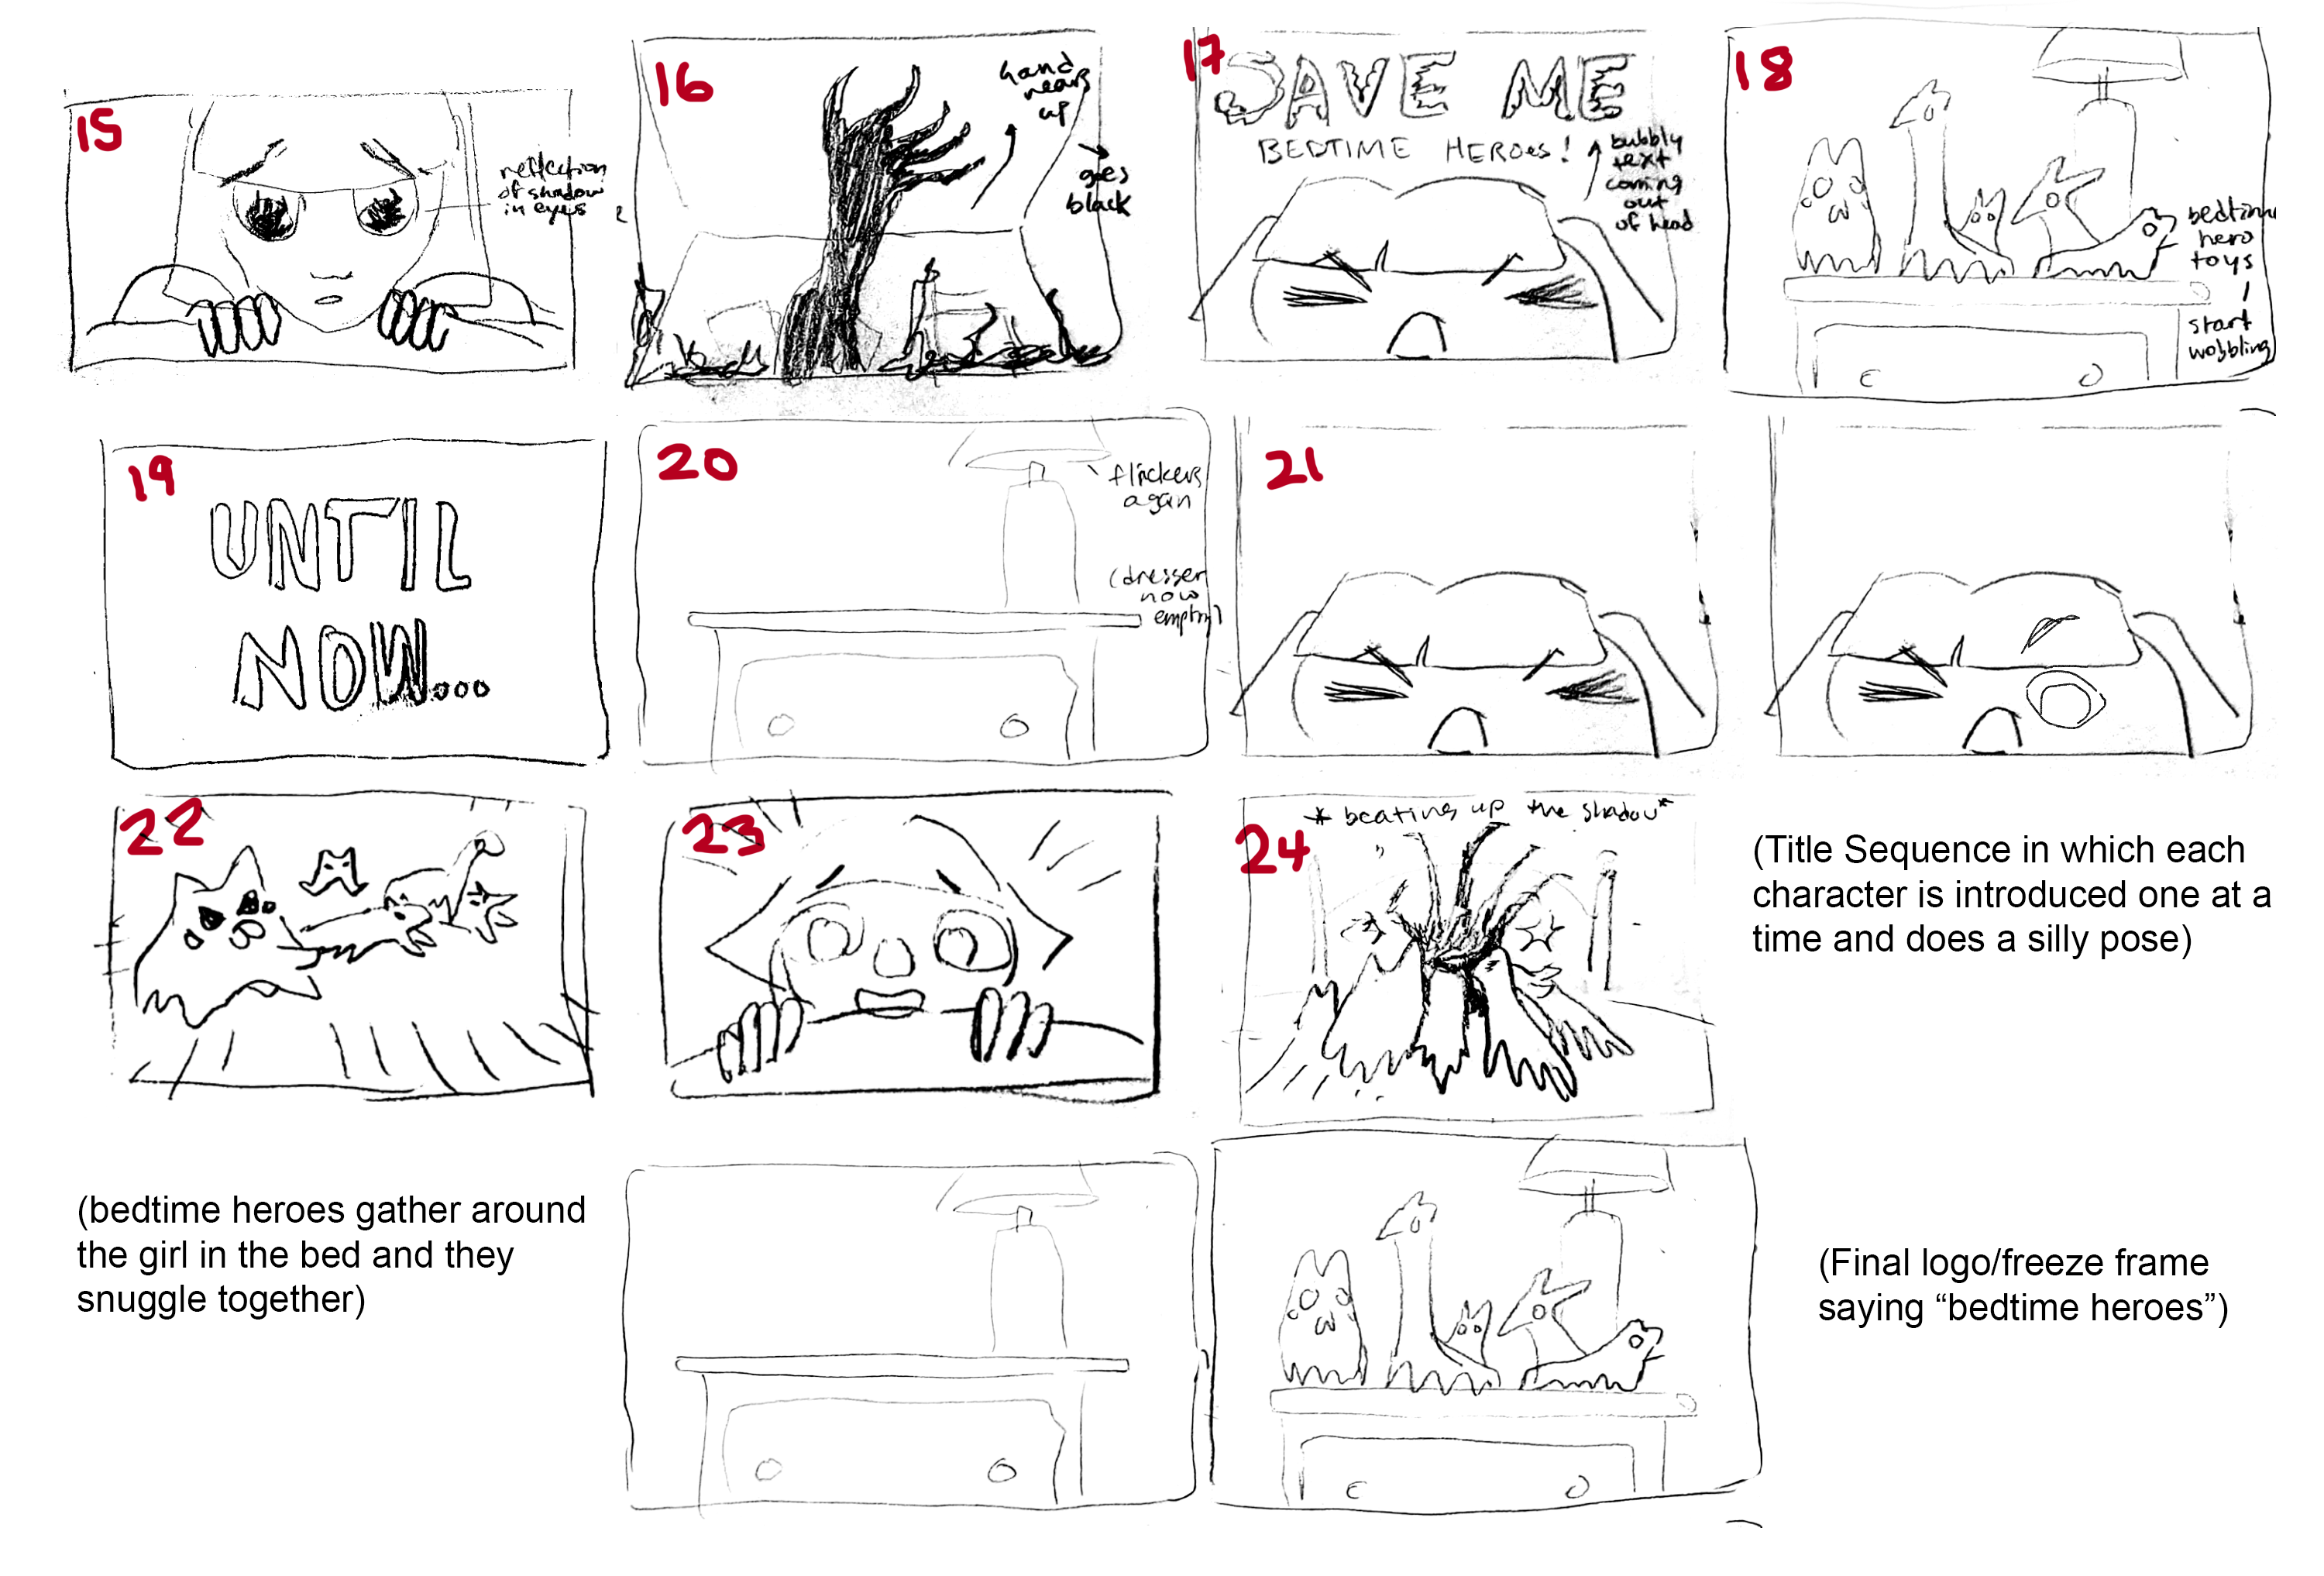 15
reflection
of shadow
in eyes
16
hand
rears
up
goes
black
17
SAVE ME
BEDTIME HEROES!
bubbly
text
coming
out
of head
18
bedtime
hero
toys
start
wobbling
19
UNTIL
NOW...
20
flickers
again
(dresser
now
empty)
21
22
23
24
*beating up the shadow*
(Title Sequence in which each
character is introduced one at a
time and does a silly pose)
(bedtime heroes gather around
the girl in the bed and they
snuggle together)
(Final logo/freeze frame
saying “bedtime heroes”)